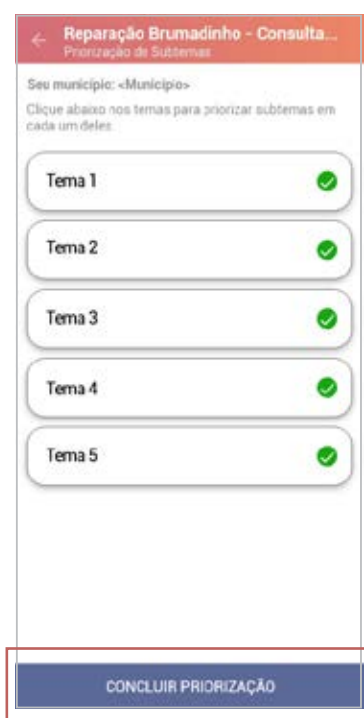 Reparação Brumadinho - Consulta...
Priorização de Subtemas
Seu município: <Município>
Clique abaixo nos temas para priorizar subtemas em
cada um deles.
Tema 1
Tema 2
Tema 3
Tema 4
Tema 5
CONCLUIR PRIORIZAÇÃO